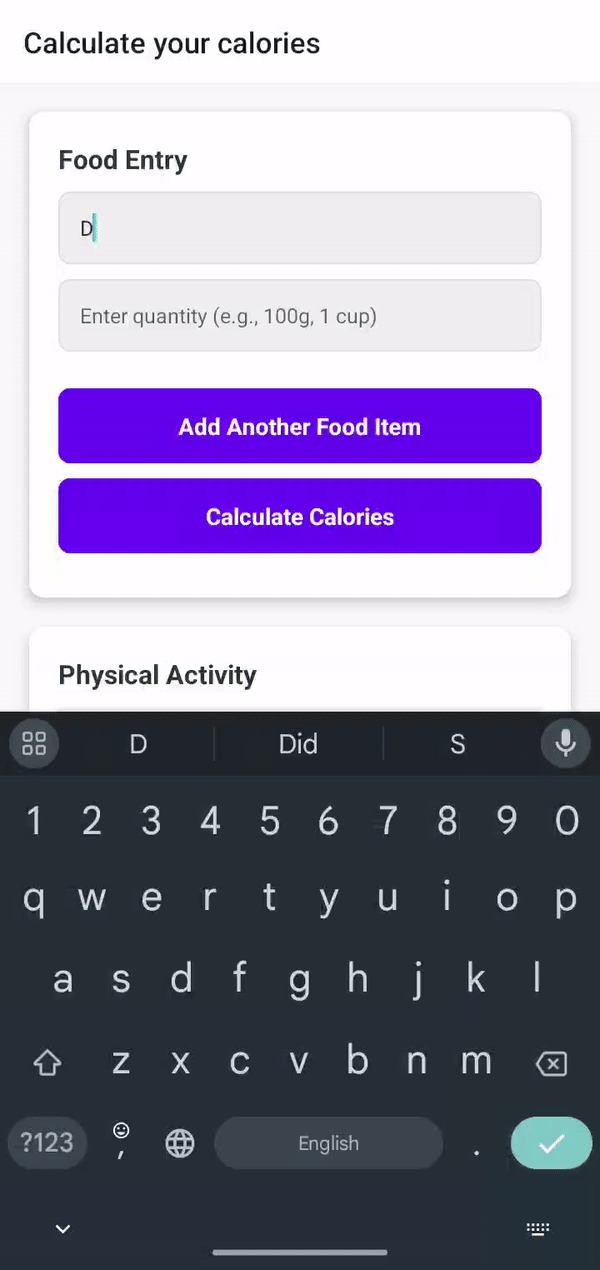 Calculate your calories
Food Entry
D
Enter quantity (e.g., 100g, 1 cup)
Add Another Food Item
Calculate Calories
Physical Activity
D Did S
1 2 3 4 5 6 7 8 9 0
q w e r t y u i o p
a s d f g h j k l
z x c v b n m
?123 , English .